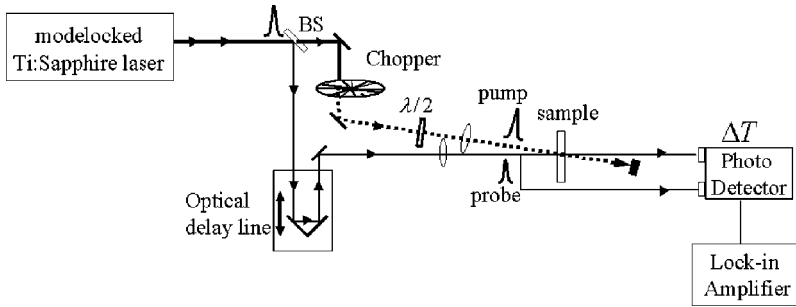 modelocked
Ti:Sapphire laser
BS
Chopper
λ/2
pump
sample
ΔT
Photo
Detector
probe
Optical
delay line
Lock-in
Amplifier